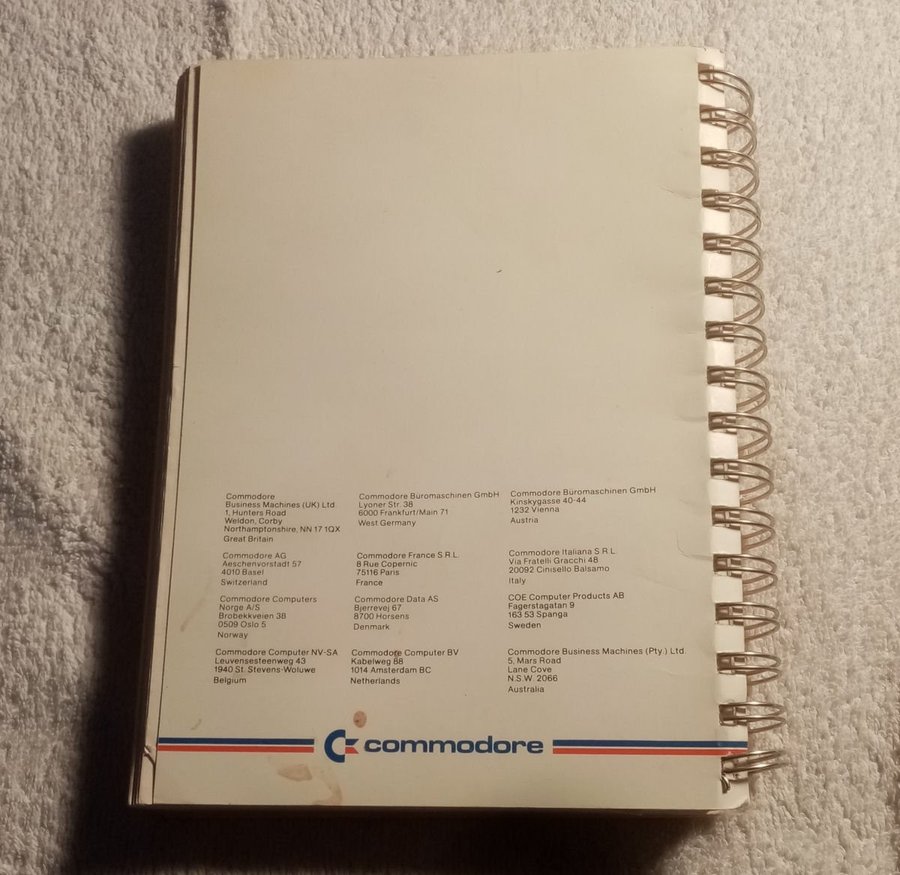 Commodore
Business Machines (UK) Ltd.
1, Hunters Road
Weldon, Corby
Northamptonshire, NN 17 1QX
Great Britain
Commodore Büromaschinen GmbH
Lyoner Str. 38
6000 Frankfurt/Main 71
West Germany
Commodore Büromaschinen GmbH
Kinskygasse 40-44
1232 Vienna
Austria
Commodore AG
Aeschenvorstadt 57
4010 Basel
Switzerland
Commodore France S.R.L.
8 Rue Copernic
75116 Paris
France
Commodore Italiana S.R.L.
Via Fratelli Gracchi 48
20092 Cinisello Balsamo
Italy
Commodore Computers
Norge A/S
Brobekkveien 38
0509 Oslo 5
Norway
Commodore Data AS
Bjerrevej 67
8700 Horsens
Denmark
COE Computer Products AB
Fagerstagatan 9
163 53 Spanga
Sweden
Commodore Computer NV-SA
Leuvensesteenweg 43
1940 St. Stevens-Woluwe
Belgium
Commodore Computer BV
Kabelweg 88
1014 Amsterdam BC
Netherlands
Commodore Business Machines (Pty.) Ltd.
5, Mars Road
Lane Cove
N.S.W. 2066
Australia
commodore